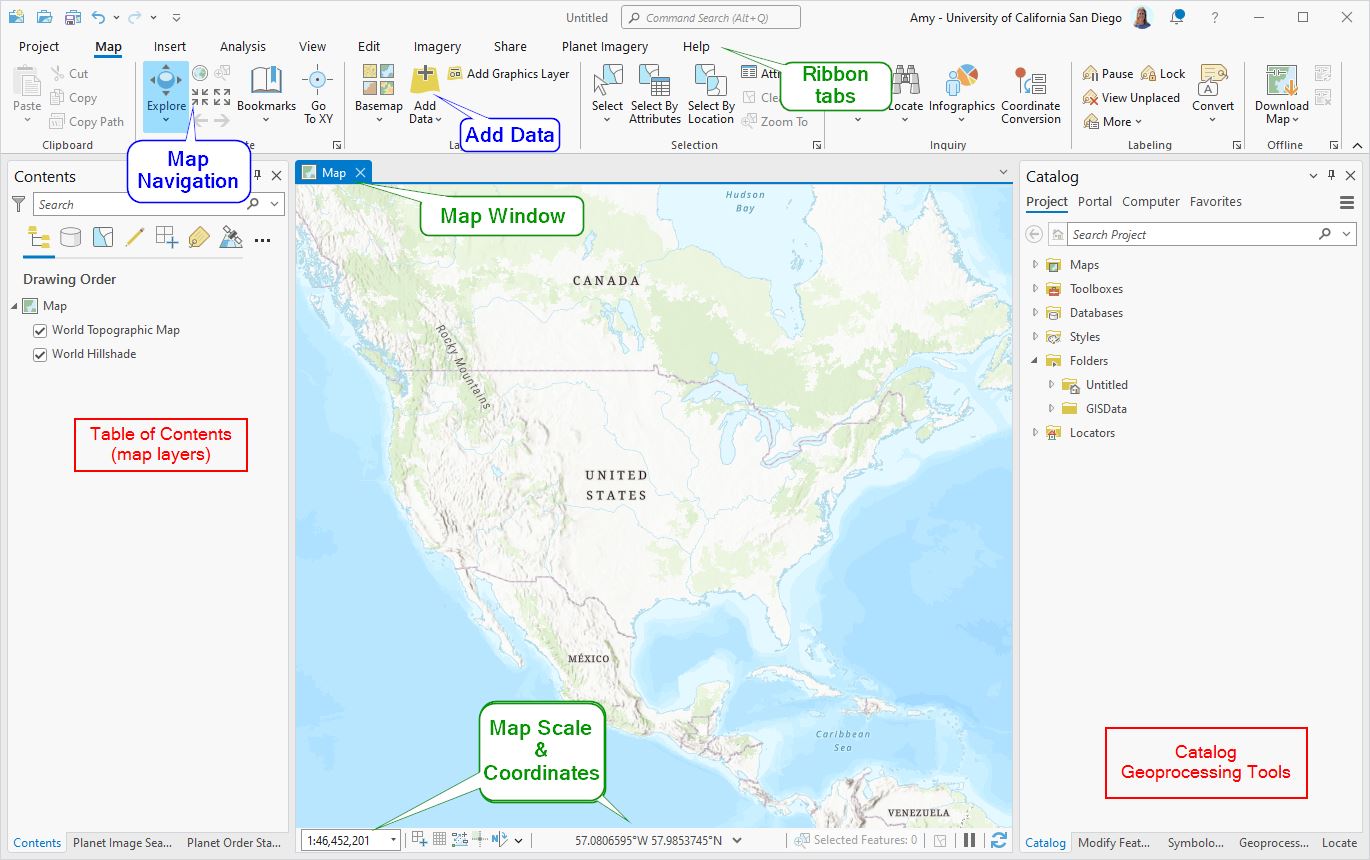 Untitled
Command Search (Alt+Q)
Amy - University of California San Diego
?
Project Map Insert Analysis View Edit Imagery Share Planet Imagery Help
Ribbon
tabs
Paste
Cut
Copy
Copy Path
Clipboard
Explore
Bookmarks
Go
To XY
Map
Navigation
Basemap
Add
Data
Add Graphics Layer
Add Data
Select
Select By
Attributes
Select By
Location
Zoom To
Selection
Infographics
Coordinate
Conversion
Inquiry
Pause
Lock
View Unplaced
More
Convert
Labeling
Download
Map
Offline
Contents
Search
Drawing Order
Map
World Topographic Map
World Hillshade
Table of Contents
(map layers)
Contents Planet Image Sea... Planet Order Sta...
Map
Map Window
Hudson
Bay
CANADA
Rocky Mountains
UNITED
STATES
MÉXICO
Caribbean
Sea
VENEZUELA
Map Scale
&
Coordinates
1:46,452,201
57.0806595°W 57.9853745°N
Selected Features: 0
Catalog
Project Portal Computer Favorites
Search Project
Maps
Toolboxes
Databases
Styles
Folders
Untitled
GISData
Locators
Catalog
Geoprocessing Tools
Catalog Modify Feat... Symbolo... Geoprocess... Locate